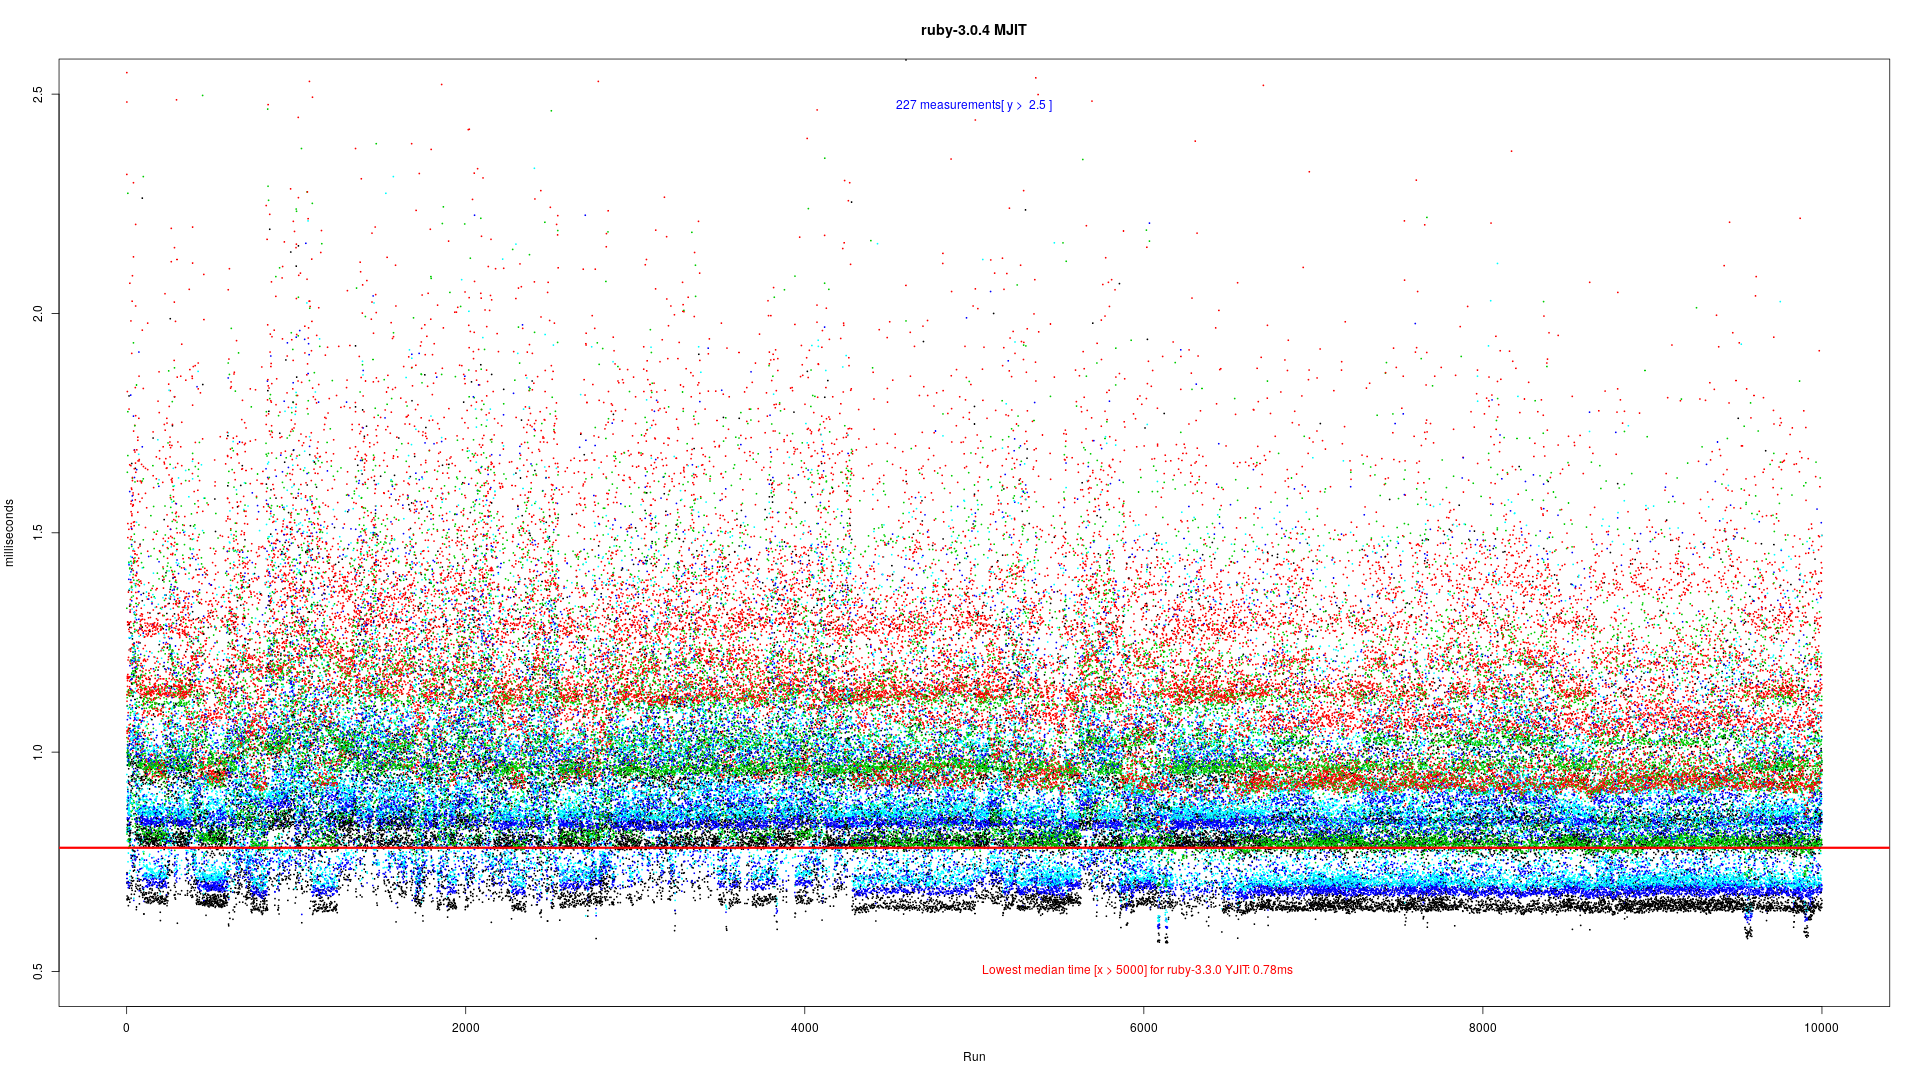 ruby-3.0.4 MJIT
227 measurements[ y > 2.5 ]
milliseconds
2.5
2.0
1.5
1.0
0.5
Lowest median time [x > 5000] for ruby-3.3.0 YJIT: 0.78ms
0 2000 4000 6000 8000 10000
Run